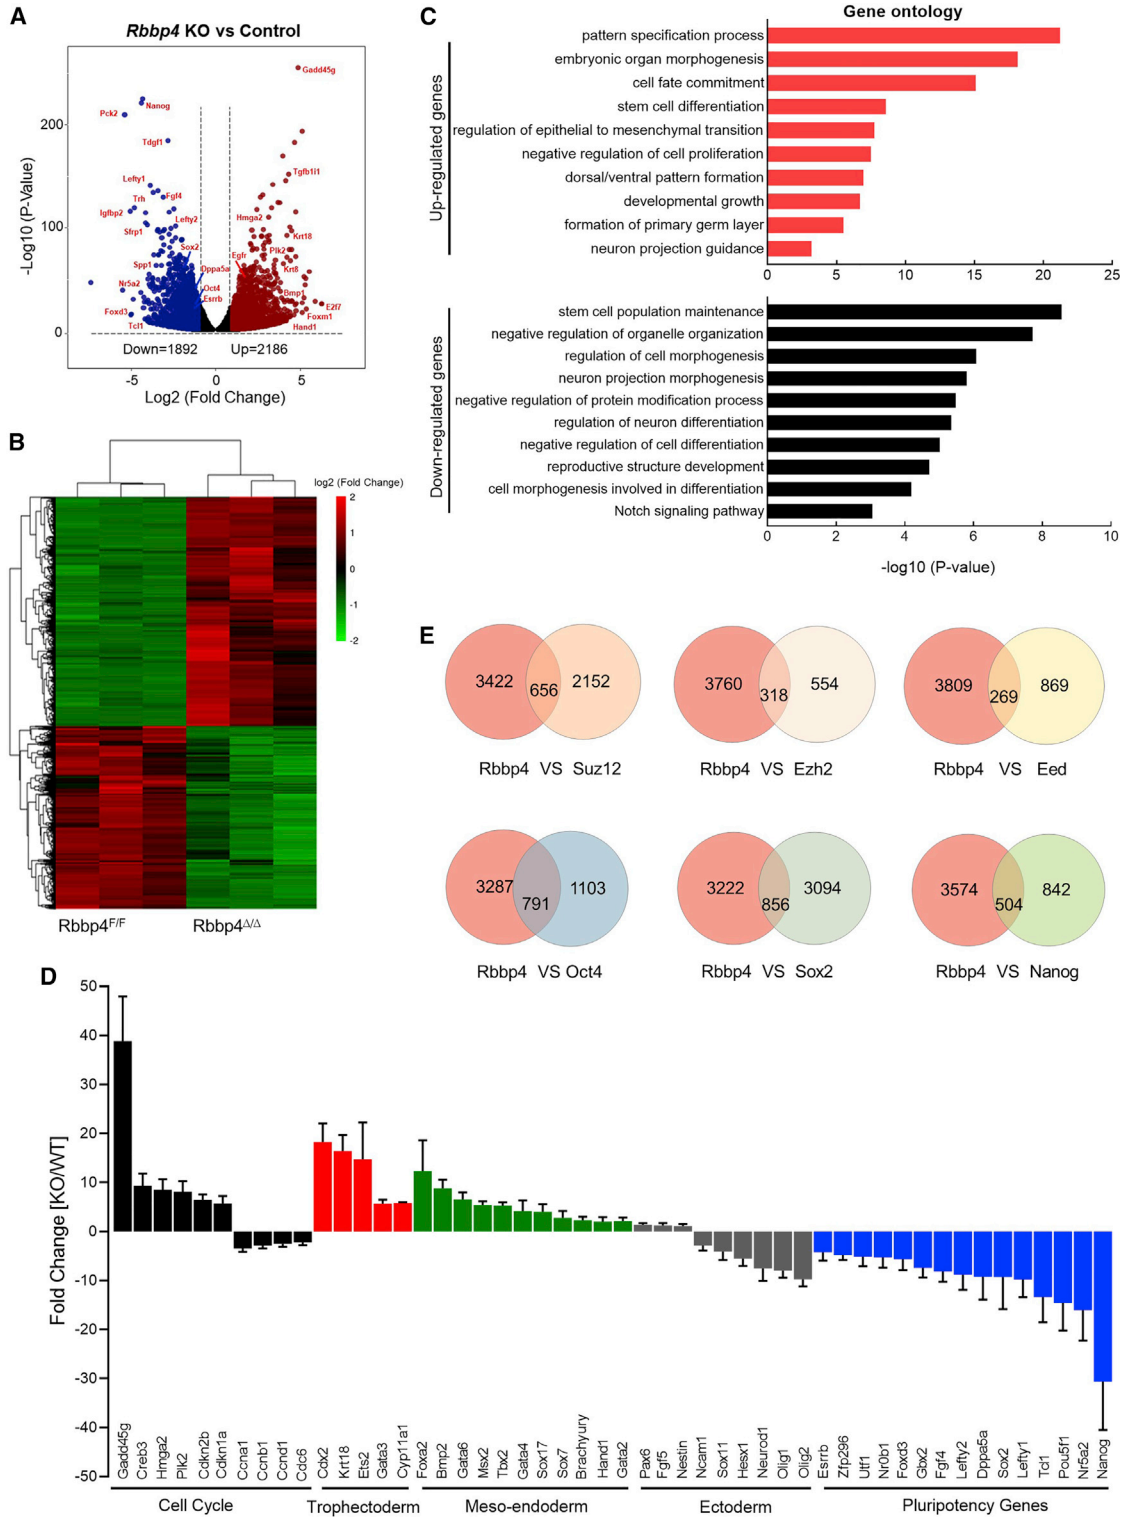 A
Rbbp4 KO vs Control
-Log10 (P-Value)
200
100
0
Gadd45g
Nanog
Pck2
Tdgf1
Tgfb1i1
Lefty1
Trh
Fgf4
Igfbp2
Lefty2
Hmga2
Sfrp1
Krt18
Sox2
Plk2
Egfr
Spp1
Dppa5a
Krt8
Nr5a2
Oct4
Bmp1
Esrrb
E2f7
Foxd3
Foxm1
Tcl1
Hand1
Down=1892
Up=2186
-5
0
5
Log2 (Fold Change)
B
log2 (Fold Change)
2
1
0
-1
-2
Rbbp4F/F
Rbbp4Δ/Δ
C
Gene ontology
Up-regulated genes
pattern specification process
embryonic organ morphogenesis
cell fate commitment
stem cell differentiation
regulation of epithelial to mesenchymal transition
negative regulation of cell proliferation
dorsal/ventral pattern formation
developmental growth
formation of primary germ layer
neuron projection guidance
0 5 10 15 20 25
Down-regulated genes
stem cell population maintenance
negative regulation of organelle organization
regulation of cell morphogenesis
neuron projection morphogenesis
negative regulation of protein modification process
regulation of neuron differentiation
negative regulation of cell differentiation
reproductive structure development
cell morphogenesis involved in differentiation
Notch signaling pathway
0 2 4 6 8 10
-log10 (P-value)
E
3422 656 2152
Rbbp4 VS Suz12
3760 318 554
Rbbp4 VS Ezh2
3809 269 869
Rbbp4 VS Eed
3287 791 1103
Rbbp4 VS Oct4
3222 856 3094
Rbbp4 VS Sox2
3574 504 842
Rbbp4 VS Nanog
D
Fold Change [KO/WT]
50
40
30
20
10
0
-10
-20
-30
-40
-50
Gadd45g
Creb3
Hmga2
Plk2
Cdkn2b
Cdkn1a
Ccna1
Ccnb1
Ccnd1
Cdc6
Cdx2
Krt18
Ets2
Gata3
Cyp11a1
Foxa2
Bmp2
Gata6
Msx2
Tbx2
Gata4
Sox17
Sox7
Brachyury
Hand1
Gata2
Pax6
Fgf5
Nestin
Ncam1
Sox11
Hesx1
Neurod1
Olig1
Olig2
Esrrb
Zfp296
Utf1
Nr0b1
Foxd3
Gbx2
Fgf4
Lefty2
Dppa5a
Sox2
Lefty1
Tcl1
Pou5f1
Nr5a2
Nanog
Cell Cycle
Trophectoderm
Meso-endoderm
Ectoderm
Pluripotency Genes